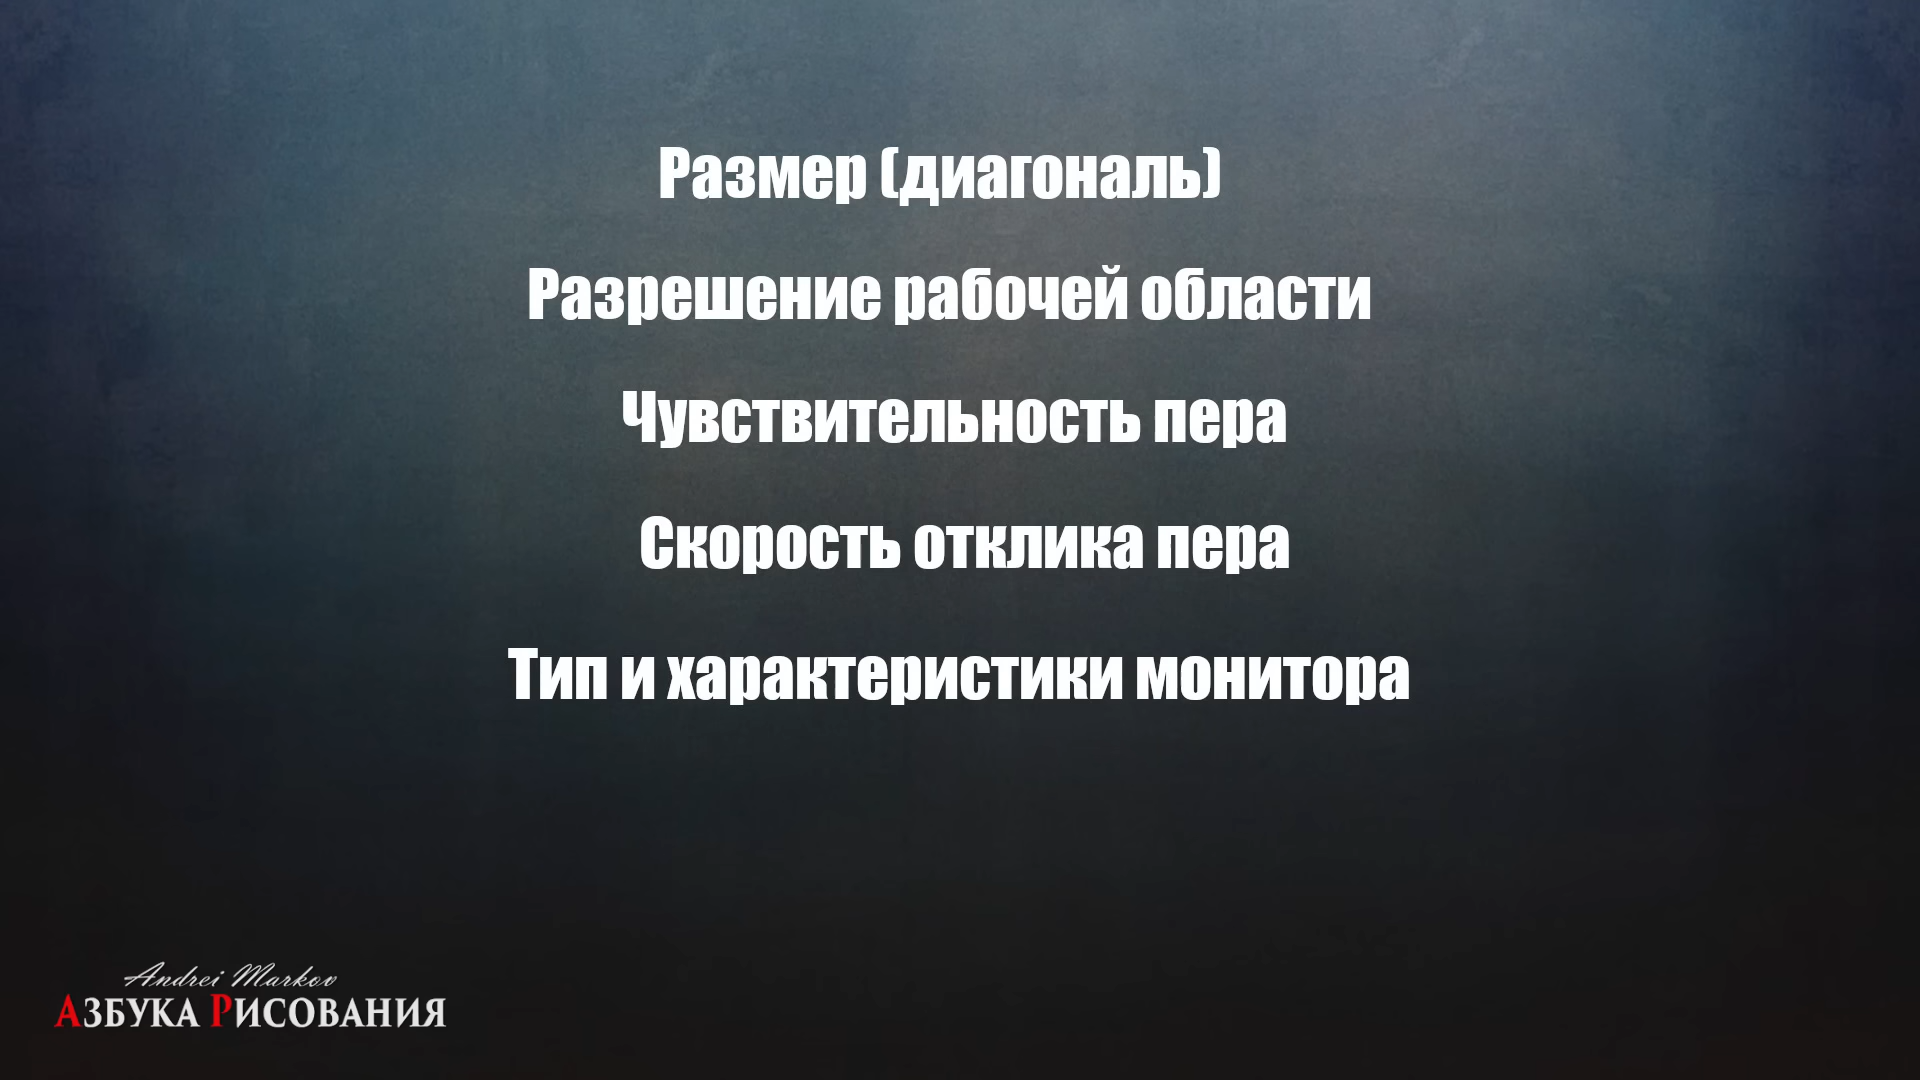 Размер (диагональ)
Разрешение рабочей области
Чувствительность пера
Скорость отклика пера
Тип и характеристики монитора
Andrei Markov
Азбука Рисования